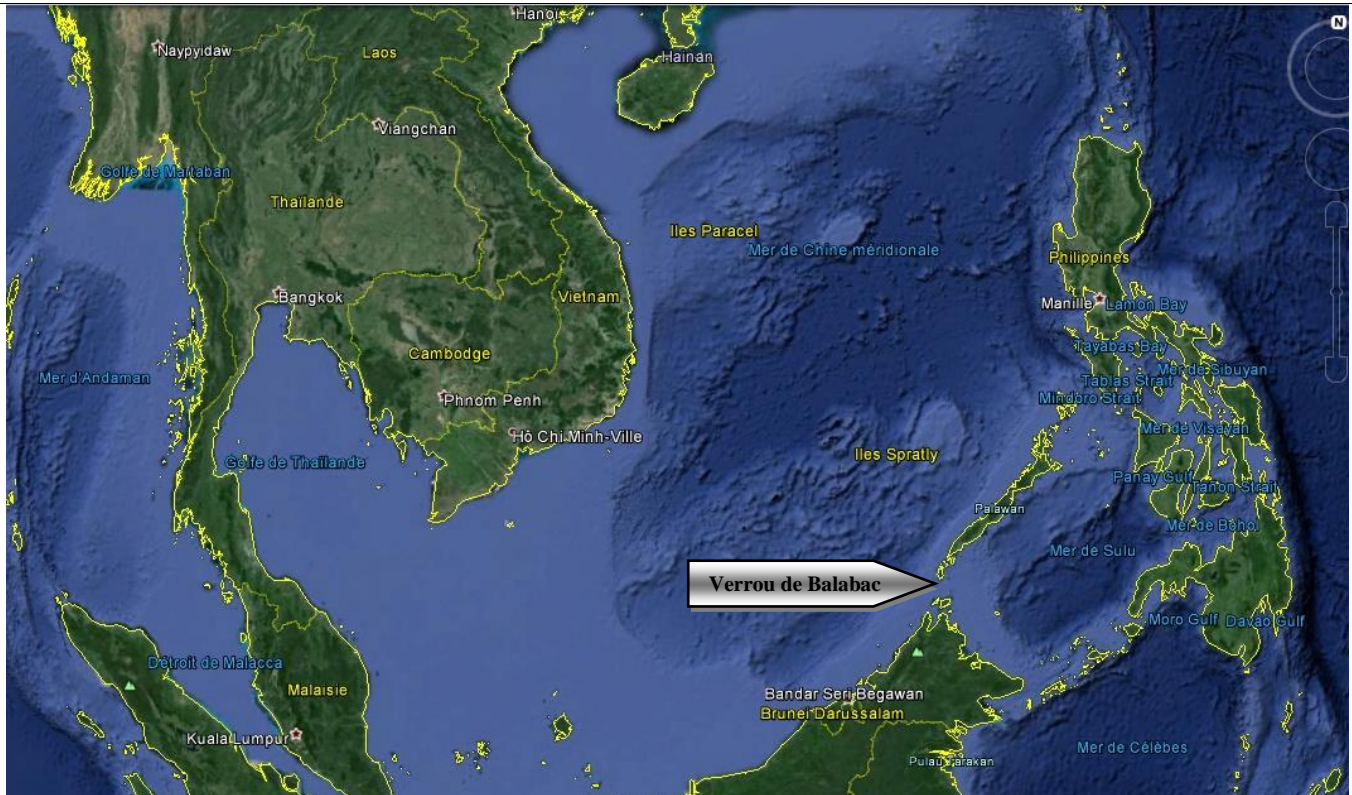 Hanoi
Naypyidaw
Laos
Hainan
Viangchan
Golfe de Martaban
Thaïlande
Iles Paracel
Mer de Chine méridionale
Philippines
Bangkok
Vietnam
Manille
Lamon Bay
Cambodge
Tayabas Bay
Mer d'Andaman
Mer de Sibuyan
Tablas Strait
Phnom Penh
Mindoro Strait
Hô Chi Minh-Ville
Mer de Visayan
Golfe de Thaïlande
Iles Spratly
Panay Gulf
Tanon Strait
Palawan
Mer de Bohol
Mer de Sulu
Verrou de Balabac
Moro Gulf
Davao Gulf
Détroit de Malacca
Malaisie
Bandar Seri Begawan
Brunei Darussalam
Kuala Lumpur
Mer de Célèbes
Pulau Tarakan
N